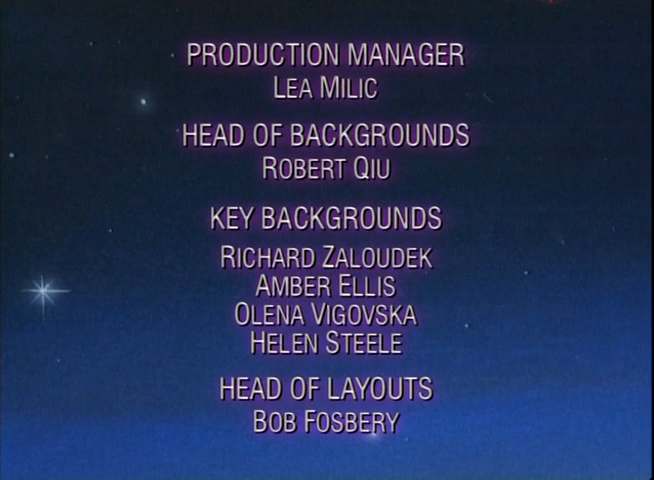 PRODUCTION MANAGER
LEA MILIC
HEAD OF BACKGROUNDS
ROBERT QIU
KEY BACKGROUNDS
RICHARD ZALOUDEK
AMBER ELLIS
OLENA VIGOVSKA
HELEN STEELE
HEAD OF LAYOUTS
BOB FOSBERY